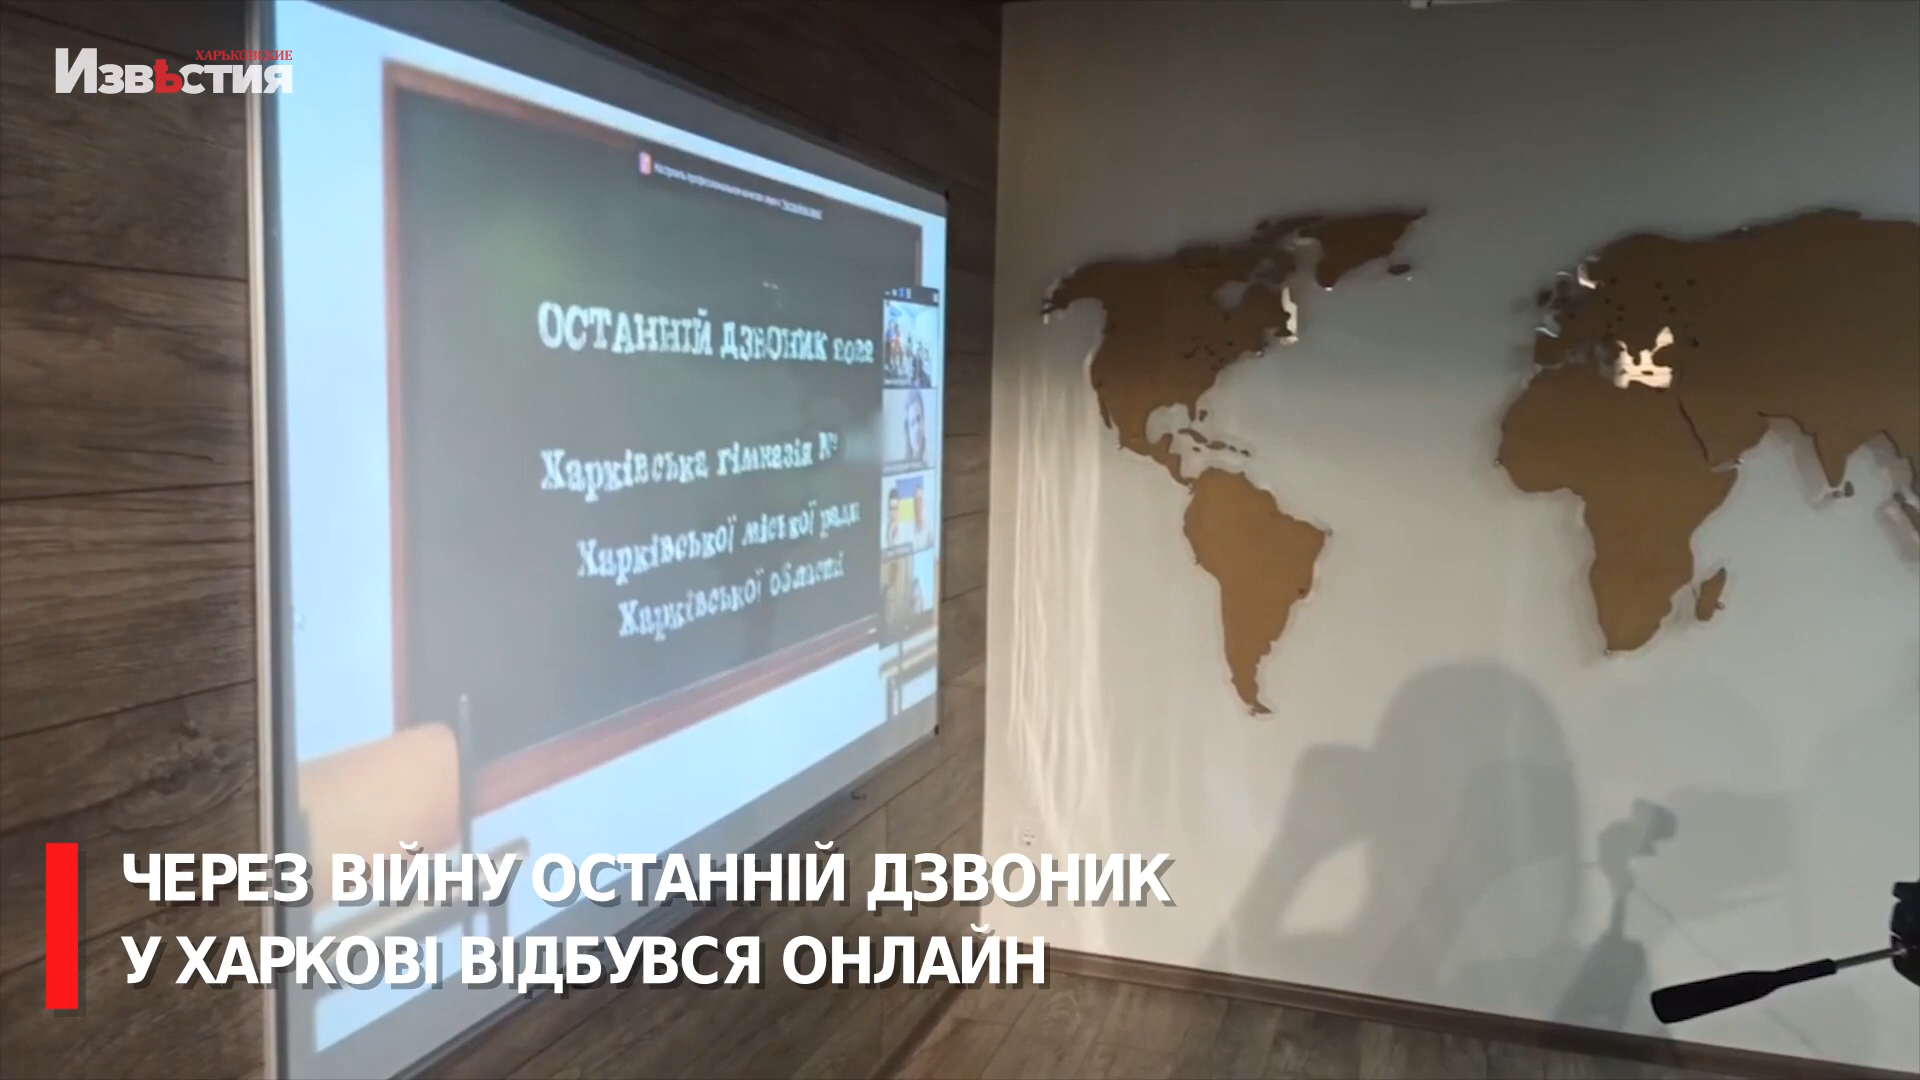 ХАРЬКОВСКИЕ
ИзвѢстия
ОСТАННІЙ ДЗВОНИК 2022
Харківська гімназія №
Харківської міської ради
Харківської області
ЧЕРЕЗ ВІЙНУ ОСТАННІЙ ДЗВОНИК
У ХАРКОВІ ВІДБУВСЯ ОНЛАЙН